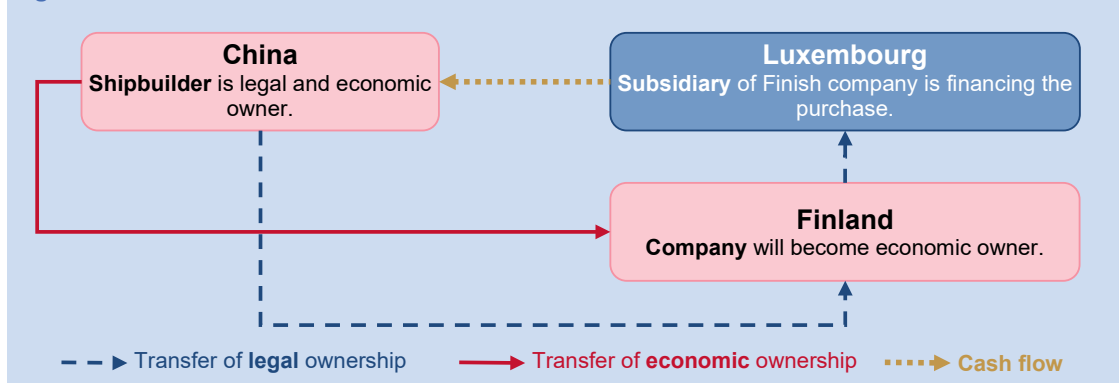 China
Shipbuilder is legal and economic
owner.
Luxembourg
Subsidiary of Finish company is financing the
purchase.
Finland
Company will become economic owner.
Transfer of legal ownership
Transfer of economic ownership
Cash flow